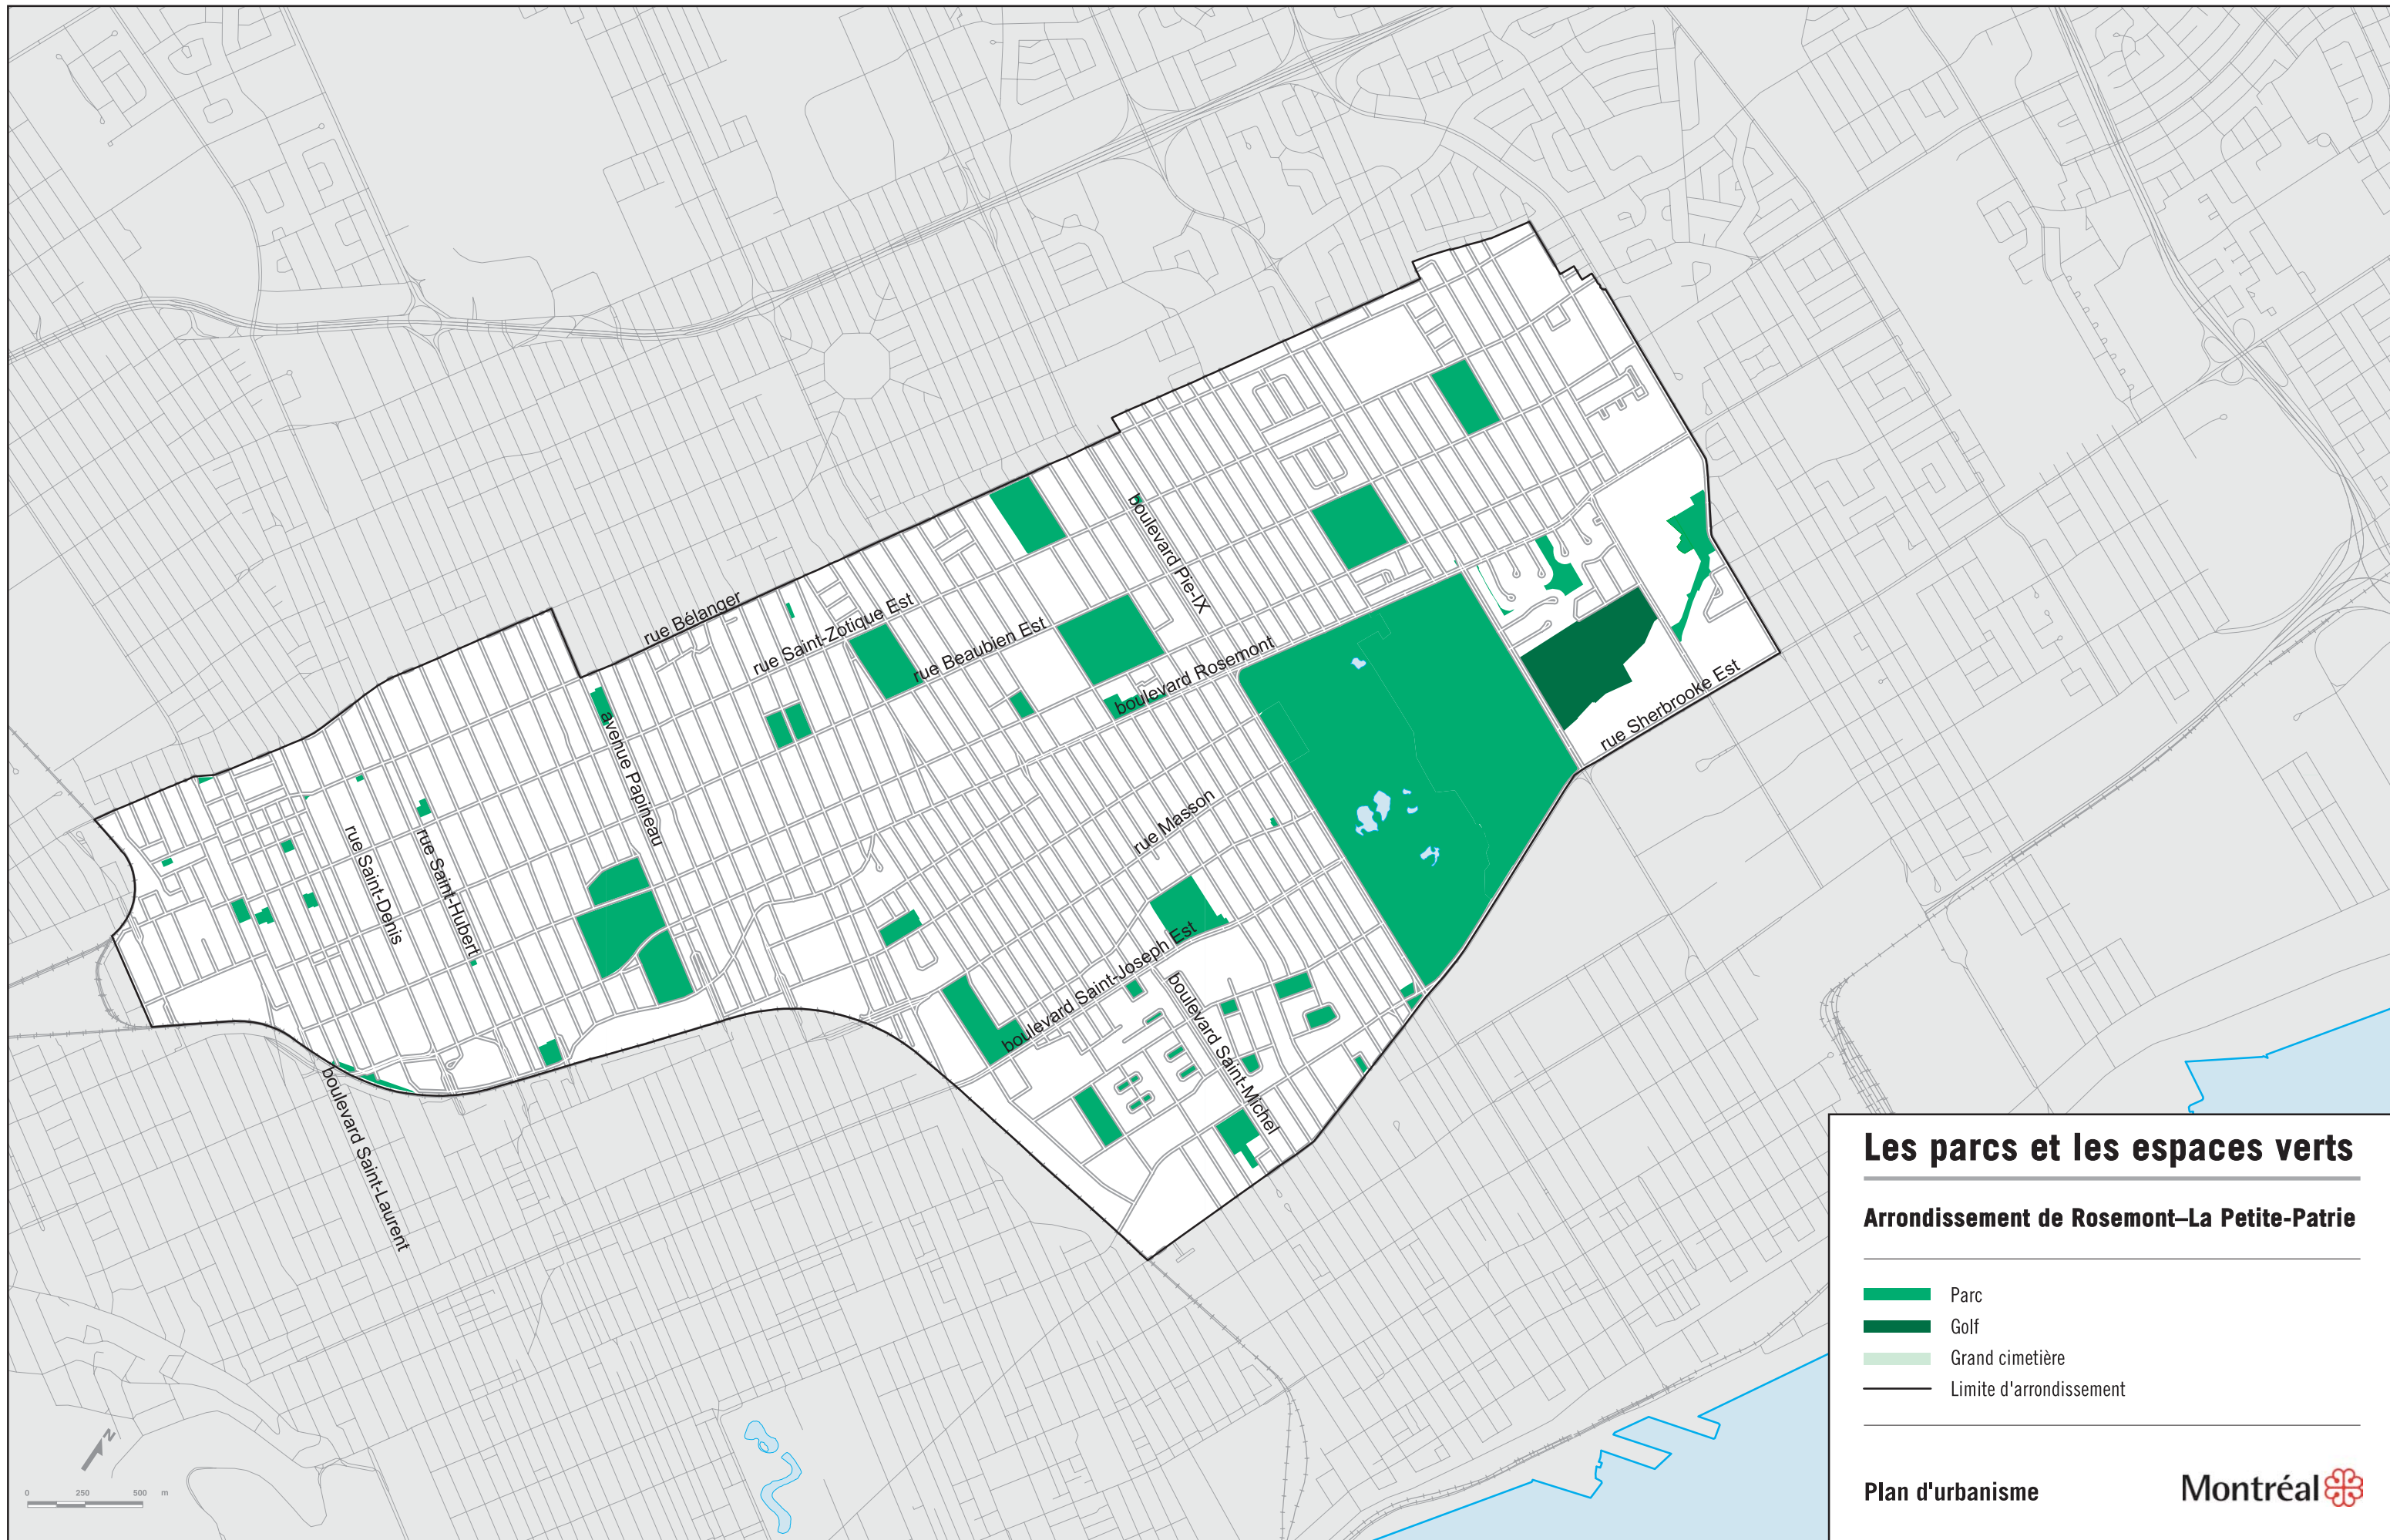 boulevard Pie-IX
rue Bélanger
rue Saint-Zotique Est
rue Beaubien Est
boulevard Rosemont
rue Sherbrooke Est
avenue Papineau
rue Masson
rue Saint-Denis
rue Saint-Hubert
boulevard Saint-Joseph Est
boulevard Saint-Michel
boulevard Saint-Laurent
Les parcs et les espaces verts
Arrondissement de Rosemont–La Petite-Patrie
Parc
Golf
Grand cimetière
Limite d'arrondissement
N
0 250 500 m
Plan d'urbanisme
Montréal